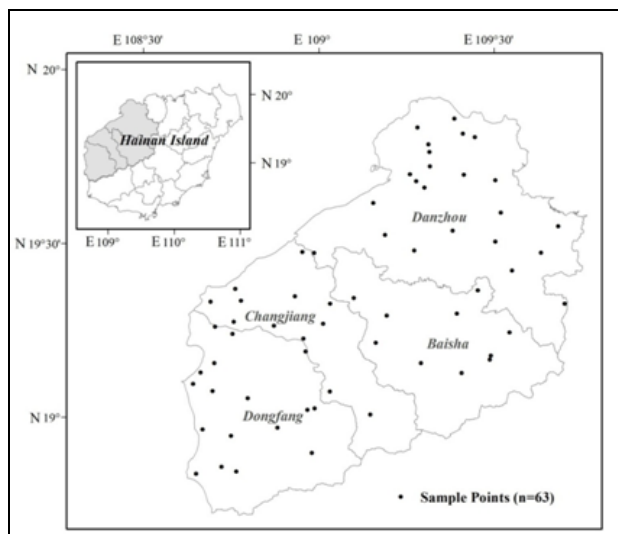 E 108°30' E 109° E 109°30'
N 20°
N 20°
Hainan Island
N 19°
E 109° E 110° E 111°
Danzhou
N 19°30'
Changjiang
Baisha
N 19°
Dongfang
Sample Points (n=63)